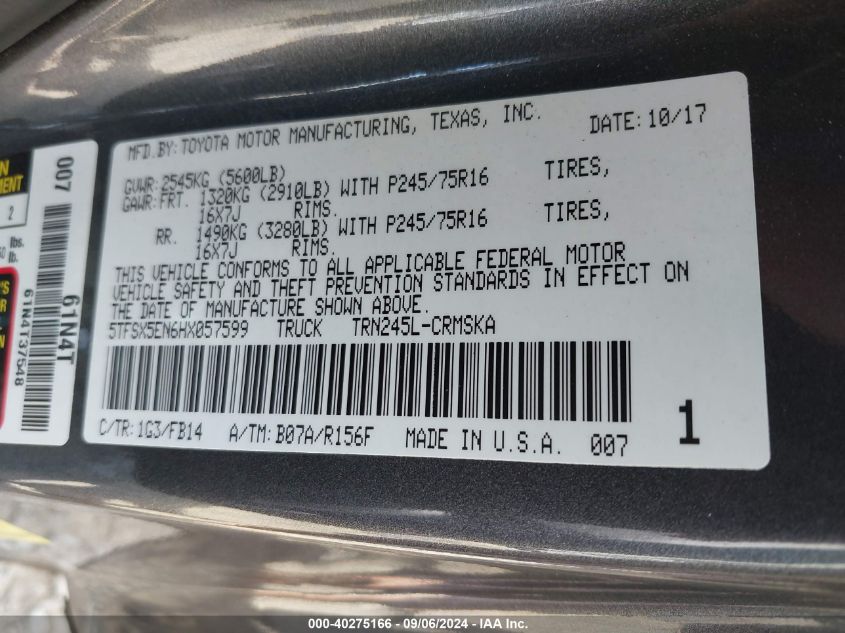 MFD.BY:TOYOTA MOTOR MANUFACTURING, TEXAS, INC. DATE:10/17
GVWR:2545KG (5600LB)
GAWR:FRT. 1320KG (2910LB) WITH P245/75R16 TIRES,
16X7J RIMS.
RR. 1490KG (3280LB) WITH P245/75R16 TIRES,
16X7J RIMS.
THIS VEHICLE CONFORMS TO ALL APPLICABLE FEDERAL MOTOR
VEHICLE SAFETY AND THEFT PREVENTION STANDARDS IN EFFECT ON
THE DATE OF MANUFACTURE SHOWN ABOVE.
5TFSX5EN6HX057599 TRUCK TRN245L-CRMSKA
C/TR:1G3/FB14 A/TM:B07A/R156F MADE IN U.S.A. 007
1
007
61N4T
61N4T37548
2
lbs.
lb.
000-40275166 - 09/06/2024 - IAA Inc.